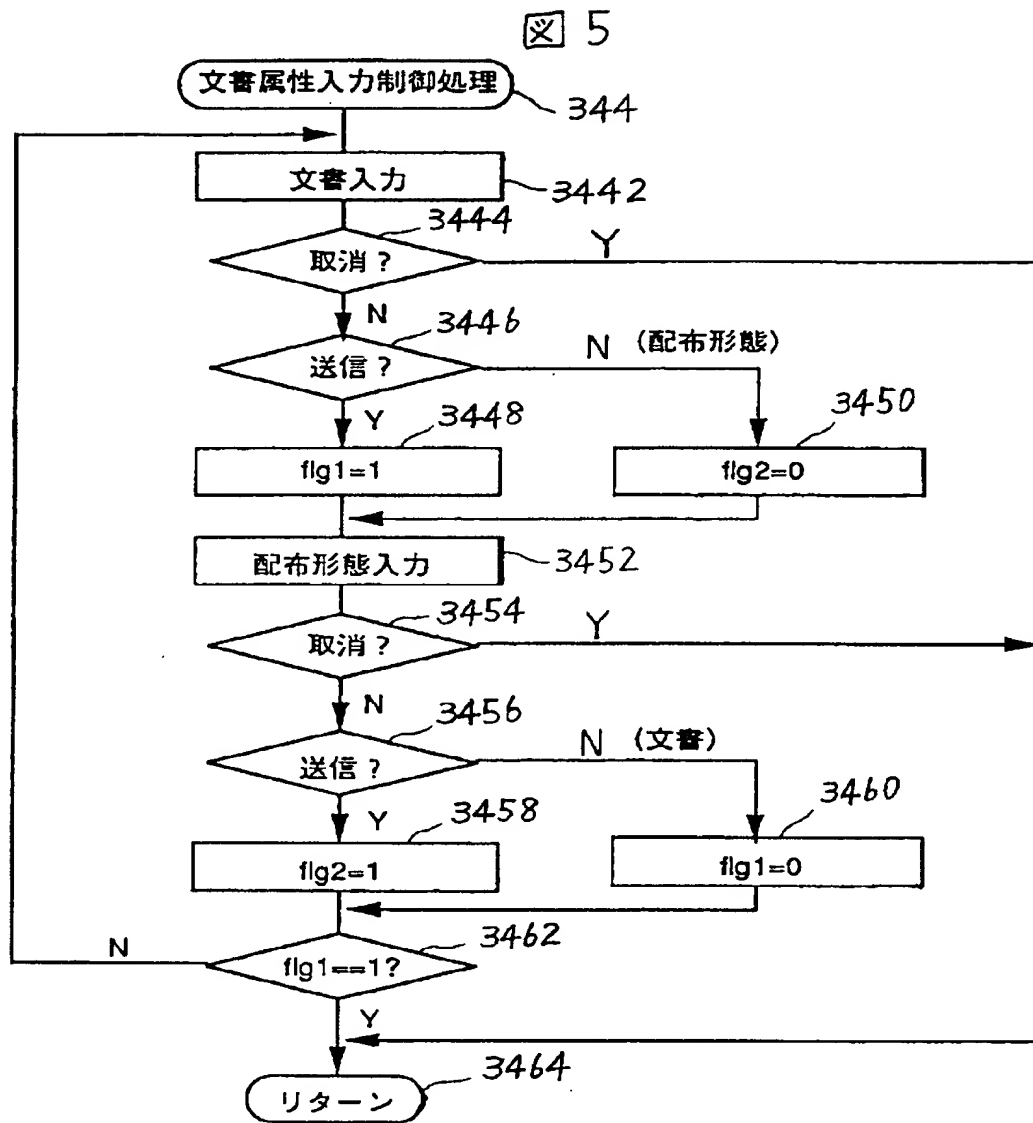 図 5
文書属性入力制御処理
344
文書入力
3442
3444
取消?
Y
N
3446
送信?
N (配布形態)
Y
3448
3450
flg1=1
flg2=0
配布形態入力
3452
3454
取消?
Y
N
3456
送信?
N (文書)
Y
3458
3460
flg2=1
flg1=0
3462
N
flg1==1?
Y
3464
リターン